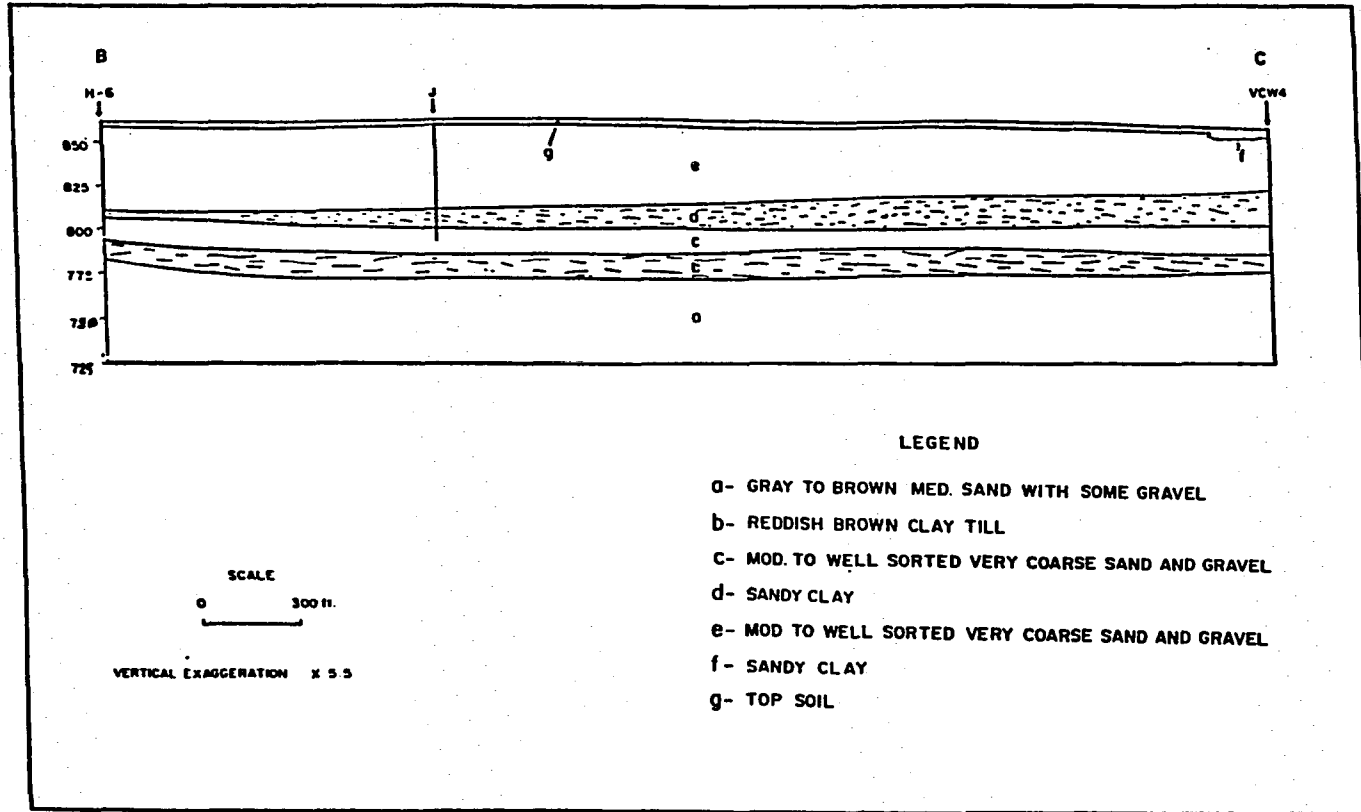 B
C
H-6
J
VCW4
850
825
800
775
750
725
g
e
f
d
c
b
a
LEGEND
a- GRAY TO BROWN MED. SAND WITH SOME GRAVEL
b- REDDISH BROWN CLAY TILL
c- MOD. TO WELL SORTED VERY COARSE SAND AND GRAVEL
d- SANDY CLAY
e- MOD TO WELL SORTED VERY COARSE SAND AND GRAVEL
f- SANDY CLAY
g- TOP SOIL
SCALE
0 300 ft.
VERTICAL EXAGGERATION X 5.5